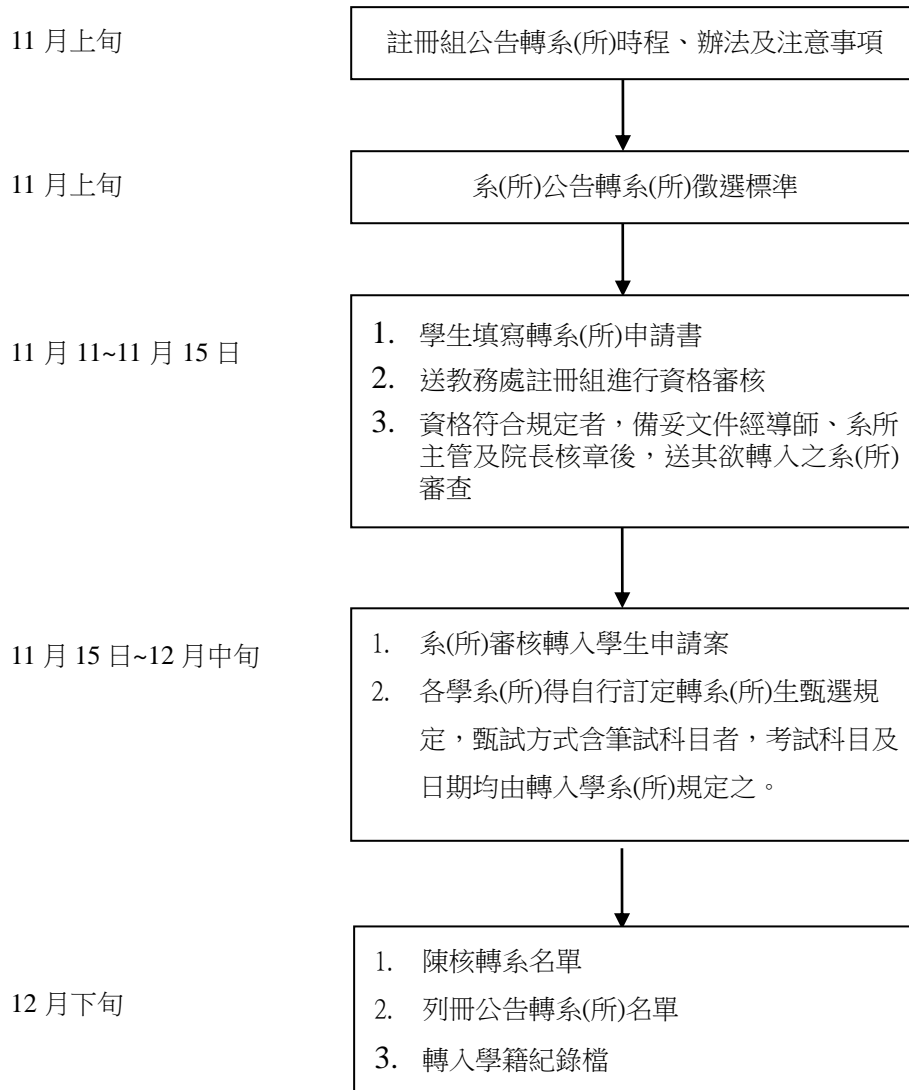 11 月上旬
註冊組公告轉系(所)時程、辦法及注意事項
11 月上旬
系(所)公告轉系(所)徵選標準
11 月 11~11 月 15 日
1. 學生填寫轉系(所)申請書
2. 送教務處註冊組進行資格審核
3. 資格符合規定者，備妥文件經導師、系所
主管及院長核章後，送其欲轉入之系(所)
審查
11 月 15 日~12 月中旬
1. 系(所)審核轉入學生申請案
2. 各學系(所)得自行訂定轉系(所)生甄選規
定，甄試方式含筆試科目者，考試科目及
日期均由轉入學系(所)規定之。
12 月下旬
1. 陳核轉系名單
2. 列冊公告轉系(所)名單
3. 轉入學籍紀錄檔